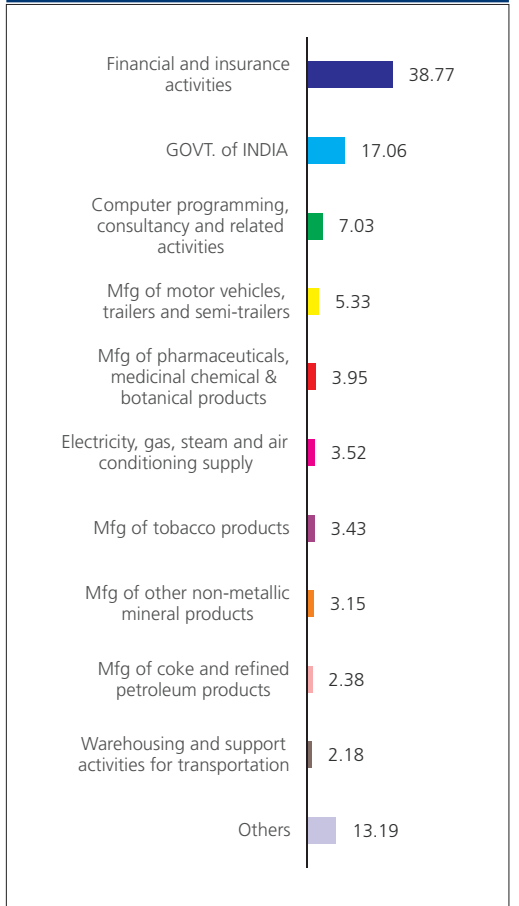 Financial and insurance
activities
38.77
GOVT. of INDIA
17.06
Computer programming,
consultancy and related
activities
7.03
Mfg of motor vehicles,
trailers and semi-trailers
5.33
Mfg of pharmaceuticals,
medicinal chemical &
botanical products
3.95
Electricity, gas, steam and air
conditioning supply
3.52
Mfg of tobacco products
3.43
Mfg of other non-metallic
mineral products
3.15
Mfg of coke and refined
petroleum products
2.38
Warehousing and support
activities for transportation
2.18
Others
13.19